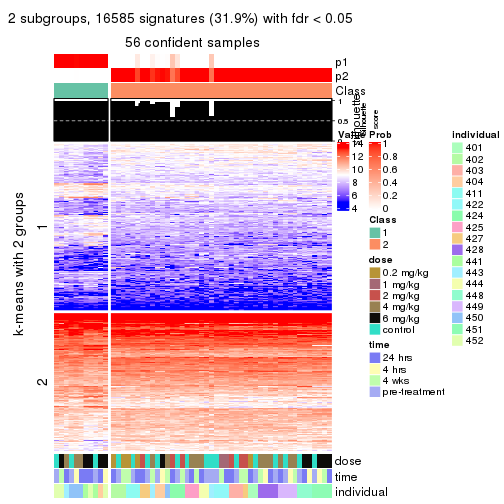 2 subgroups, 16585 signatures (31.9%) with fdr < 0.05
56 confident samples
p1
p2
Class
silhouette
score
1
0.5
0
k-means with 2 groups
1
2
dose
time
individual
Value
14
12
10
8
6
4
Prob
1
0.8
0.6
0.4
0.2
0
Class
1
2
dose
0.2 mg/kg
1 mg/kg
2 mg/kg
4 mg/kg
6 mg/kg
control
time
24 hrs
4 hrs
4 wks
pre-treatment
individual
401
402
403
404
411
422
424
425
427
428
441
443
444
448
449
450
451
452